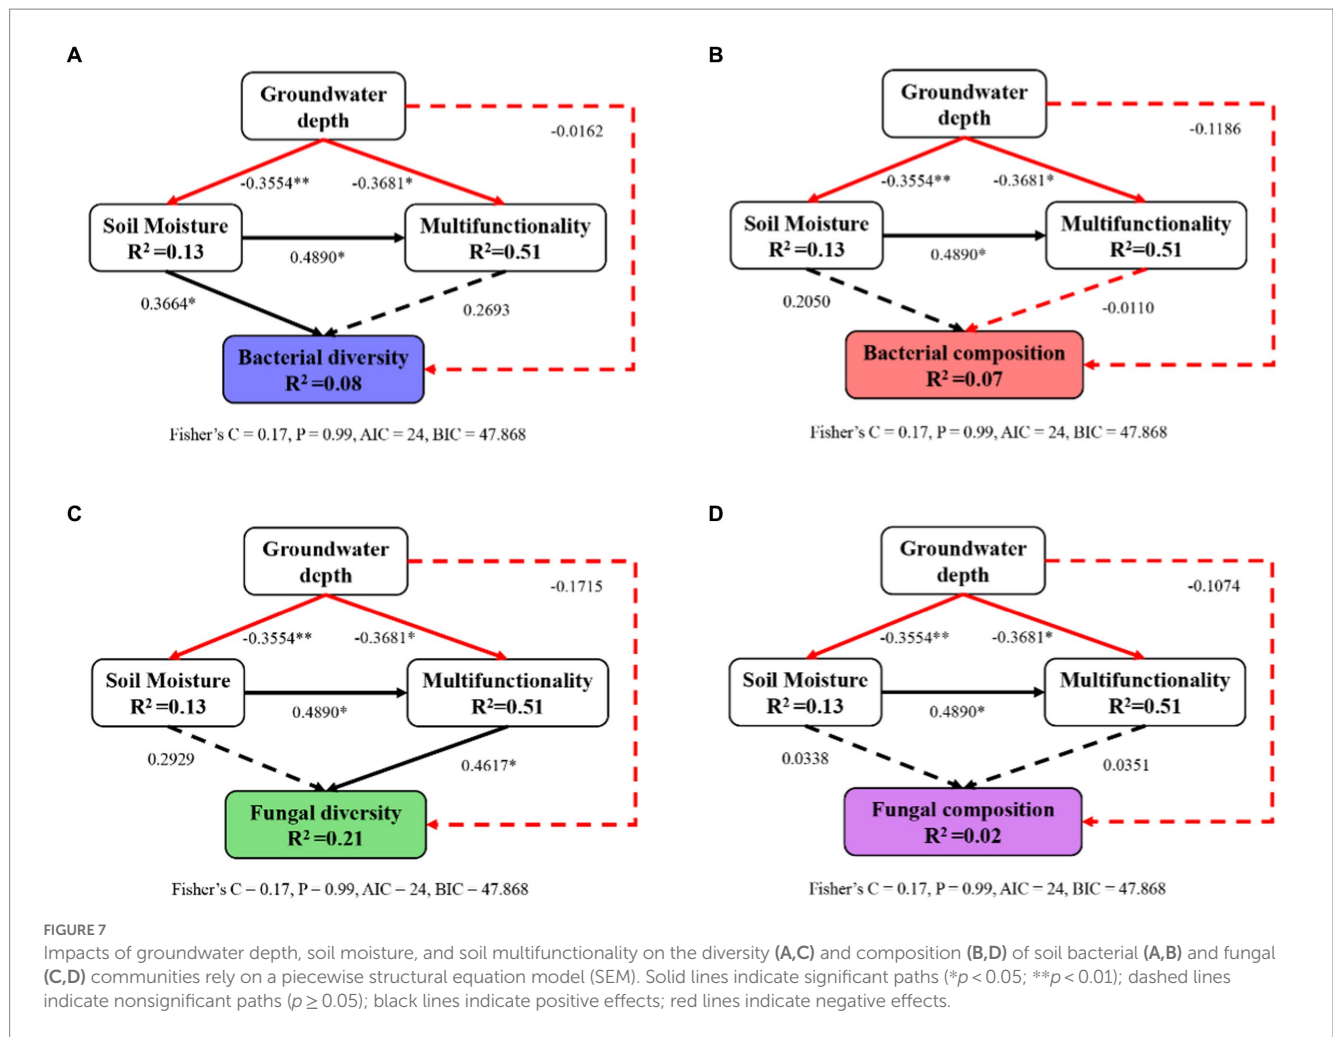 A
Groundwater
depth
-0.0162
-0.3554**
-0.3681*
Soil Moisture
R²=0.13
0.4890*
Multifunctionality
R²=0.51
0.3664*
0.2693
Bacterial diversity
R²=0.08
Fisher's C = 0.17, P = 0.99, AIC = 24, BIC = 47.868
B
Groundwater
depth
-0.1186
-0.3554**
-0.3681*
Soil Moisture
R²=0.13
0.4890*
Multifunctionality
R²=0.51
0.2050
-0.0110
Bacterial composition
R²=0.07
Fisher's C = 0.17, P = 0.99, AIC = 24, BIC = 47.868
C
Groundwater
depth
-0.1715
-0.3554**
-0.3681*
Soil Moisture
R²=0.13
0.4890*
Multifunctionality
R²=0.51
0.2929
0.4617*
Fungal diversity
R²=0.21
Fisher's C – 0.17, P – 0.99, AIC – 24, BIC – 47.868
D
Groundwater
depth
-0.1074
-0.3554**
-0.3681*
Soil Moisture
R²=0.13
0.4890*
Multifunctionality
R²=0.51
0.0338
0.0351
Fungal composition
R²=0.02
Fisher's C = 0.17, P = 0.99, AIC = 24, BIC = 47.868
FIGURE 7
Impacts of groundwater depth, soil moisture, and soil multifunctionality on the diversity (A,C) and composition (B,D) of soil bacterial (A,B) and fungal
(C,D) communities rely on a piecewise structural equation model (SEM). Solid lines indicate significant paths (*p < 0.05; **p < 0.01); dashed lines
indicate nonsignificant paths (p ≥ 0.05); black lines indicate positive effects; red lines indicate negative effects.